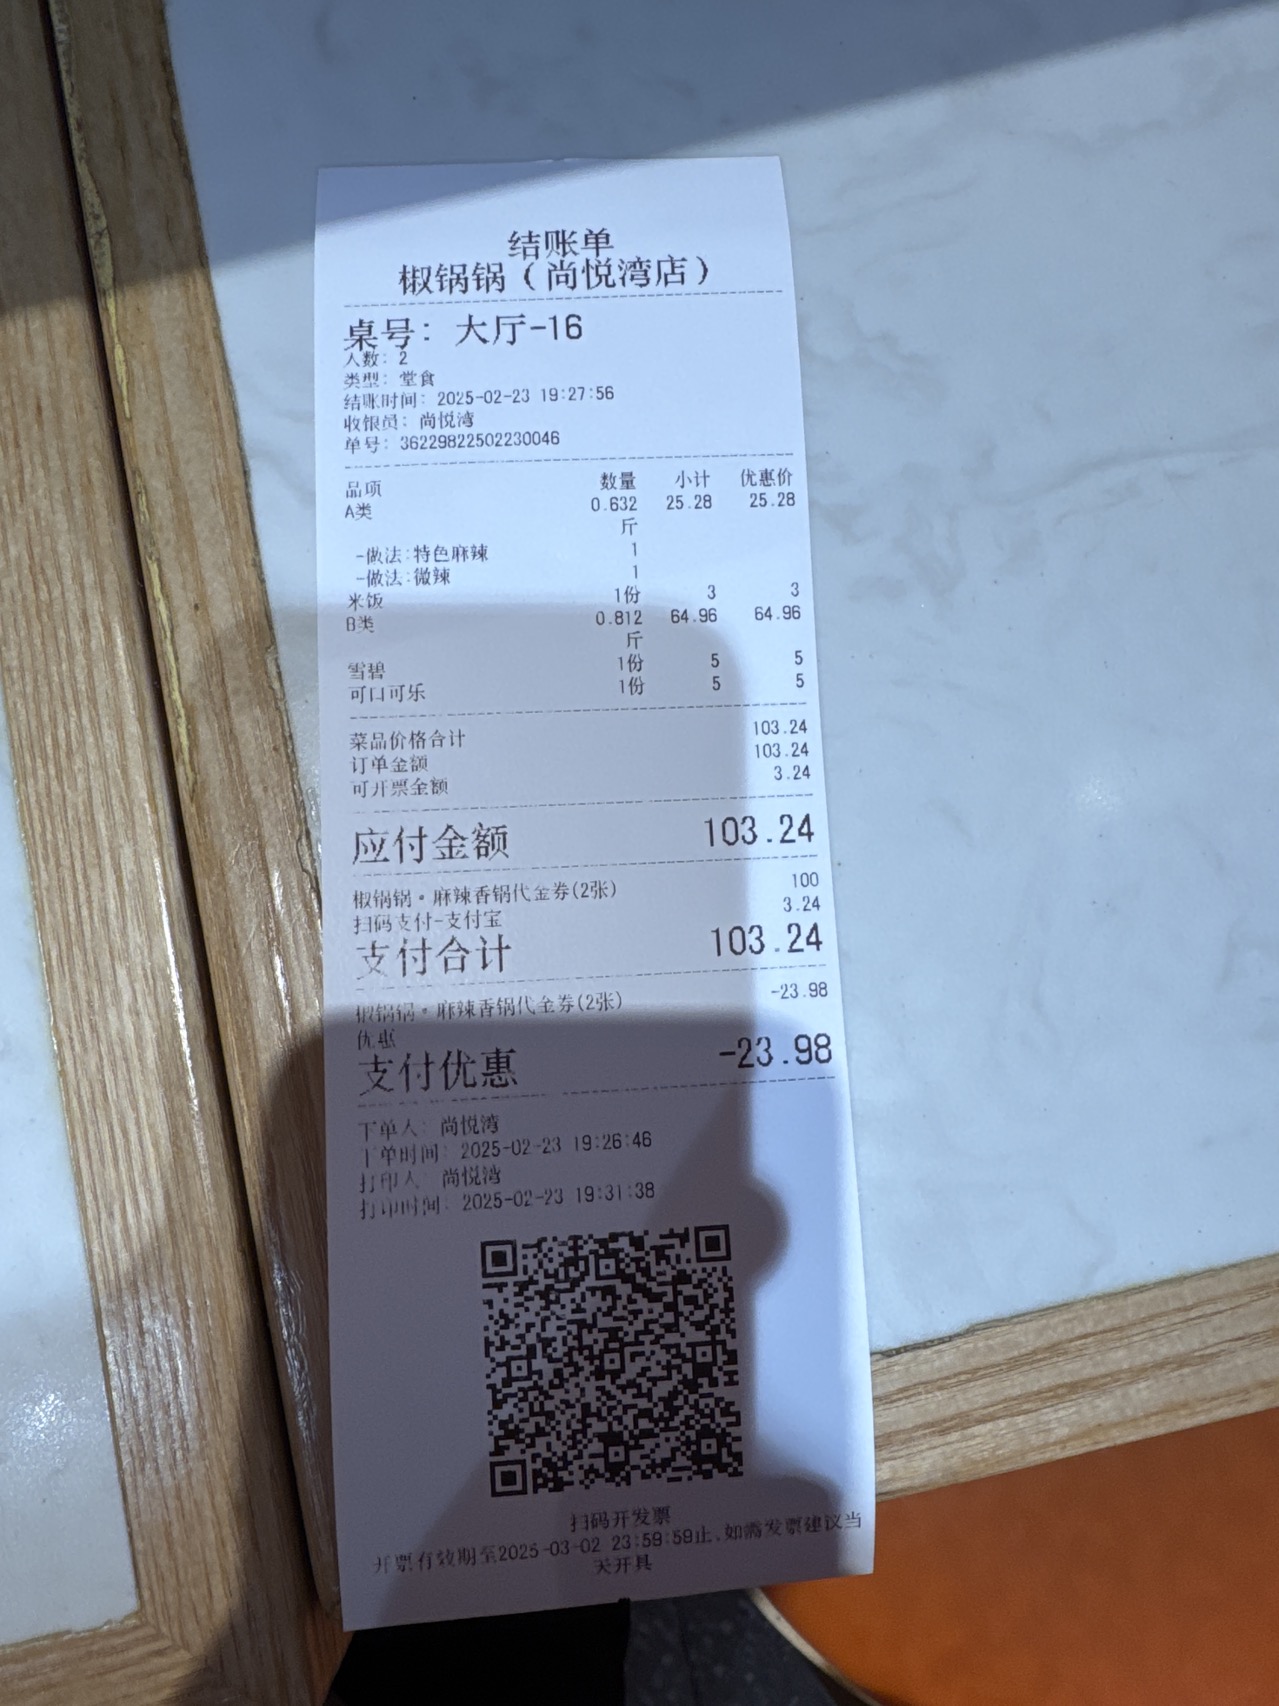 结账单
椒锅锅（尚悦湾店）
桌号：大厅-16
人数：2
类型：堂食
结账时间：2025-02-23 19:27:56
收银员：尚悦湾
单号：36229822502230046
品项 数量 小计 优惠价
A类 0.632 25.28 25.28
斤
-做法:特色麻辣 1
-做法:微辣 1
米饭 1份 3 3
B类 0.812 64.96 64.96
斤
雪碧 1份 5 5
可口可乐 1份 5 5
菜品价格合计 103.24
订单金额 103.24
可开票金额 3.24
应付金额 103.24
椒锅锅·麻辣香锅代金券(2张) 100
扫码支付-支付宝 3.24
支付合计 103.24
椒锅锅·麻辣香锅代金券(2张) -23.98
优惠
支付优惠 -23.98
下单人：尚悦湾
下单时间：2025-02-23 19:26:46
打印人：尚悦湾
打印时间：2025-02-23 19:31:38
扫码开发票
开票有效期至2025-03-02 23:59:59止,如需发票建议当
天开具